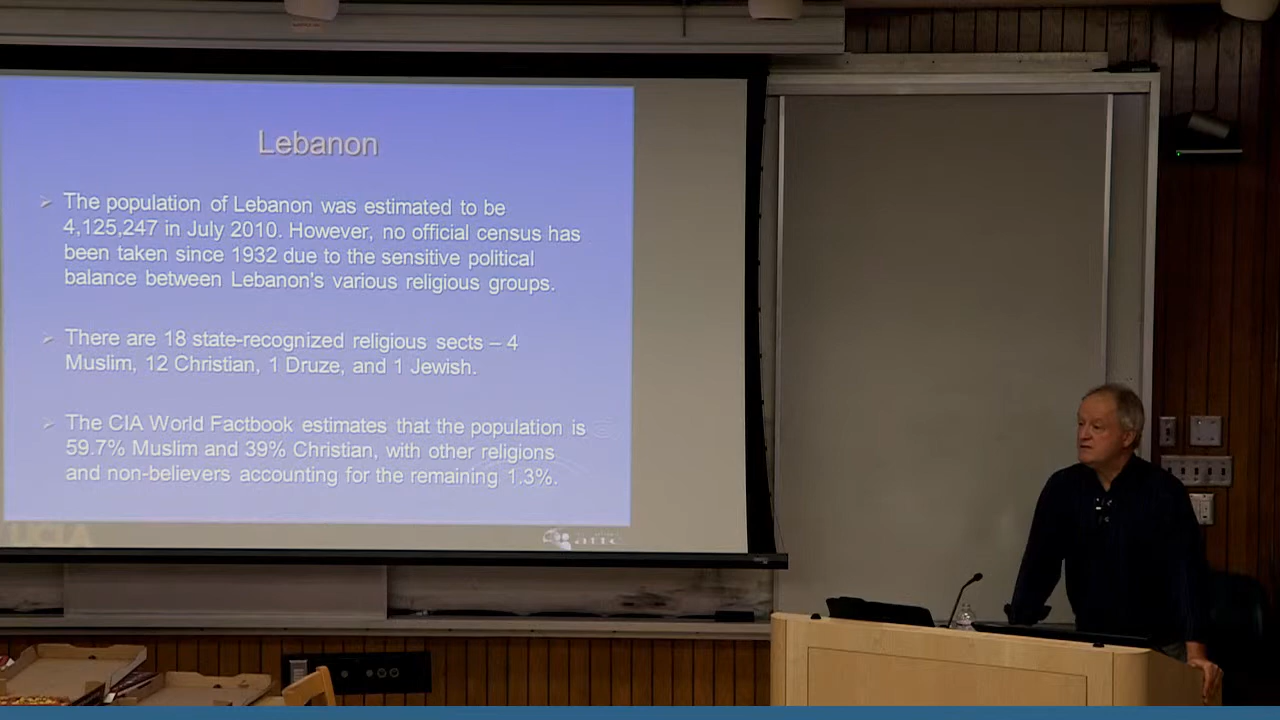 Lebanon
➢ The population of Lebanon was estimated to be
4,125,247 in July 2010. However, no official census has
been taken since 1932 due to the sensitive political
balance between Lebanon's various religious groups.
➢ There are 18 state-recognized religious sects – 4
Muslim, 12 Christian, 1 Druze, and 1 Jewish.
➢ The CIA World Factbook estimates that the population is
59.7% Muslim and 39% Christian, with other religions
and non-believers accounting for the remaining 1.3%.
UCLA
attc